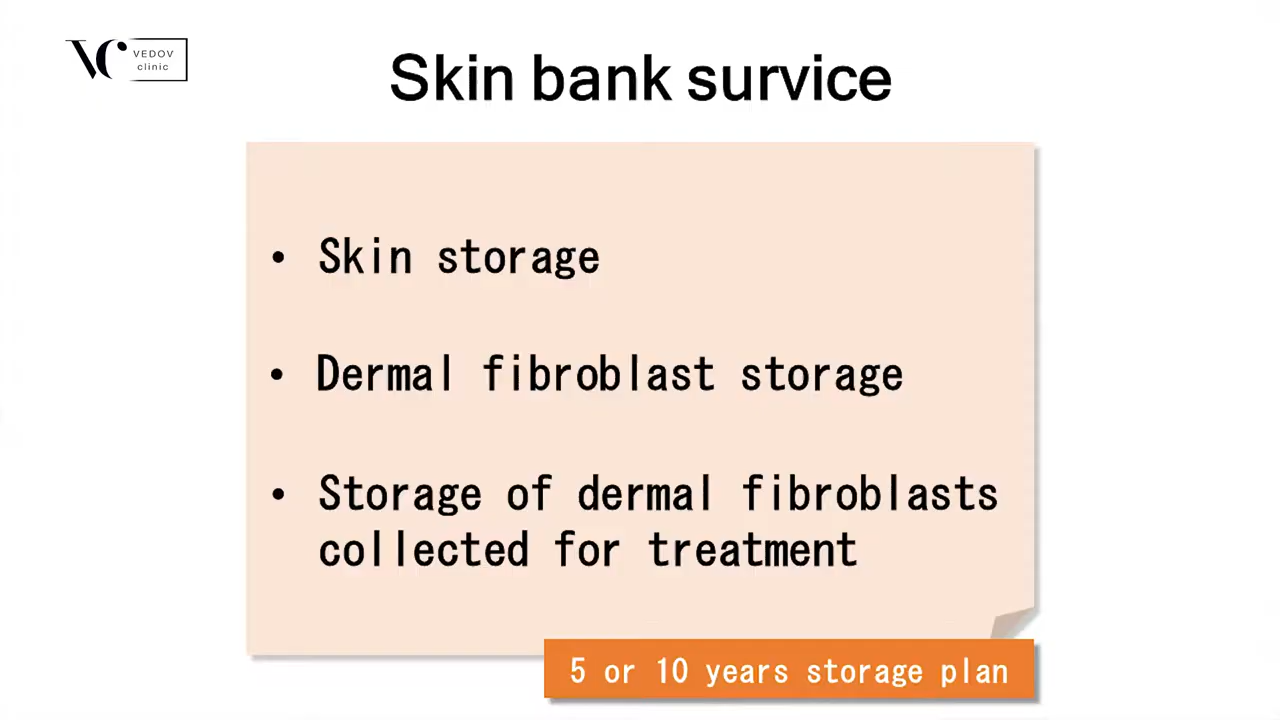 VC VEDOV
clinic
Skin bank survice
• Skin storage
• Dermal fibroblast storage
• Storage of dermal fibroblasts
collected for treatment
5 or 10 years storage plan